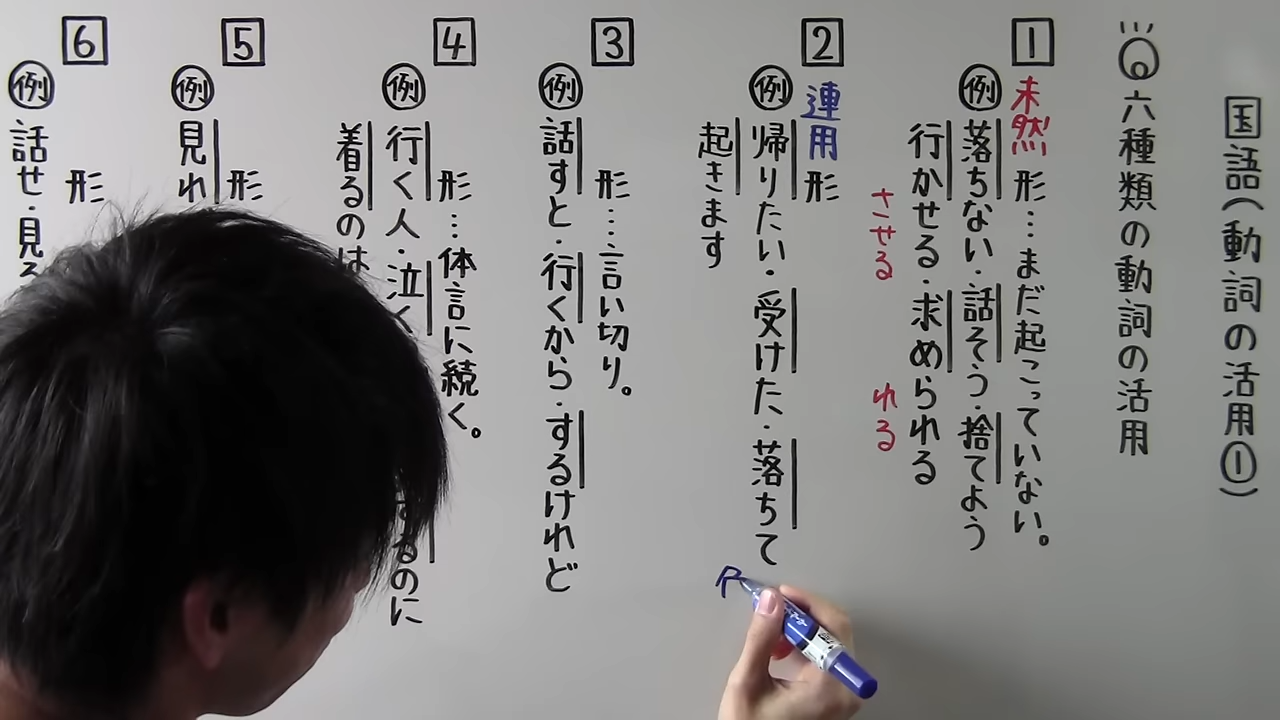 国語(動詞の活用①)
六種類の動詞の活用
1 未然形…まだ起こっていない。
例 落ちない・話そう・捨てよう
行かせる・求められる
させる れる
2 連用形
例 帰りたい・受けた・落ちて
起きます
3 形…言い切り。
例 話すと・行くから・するけれど
4 形…体言に続く。
例 行く人・泣く
るのに
着るのは
5 形
例 見れ
6 形
例 話せ・見ろ